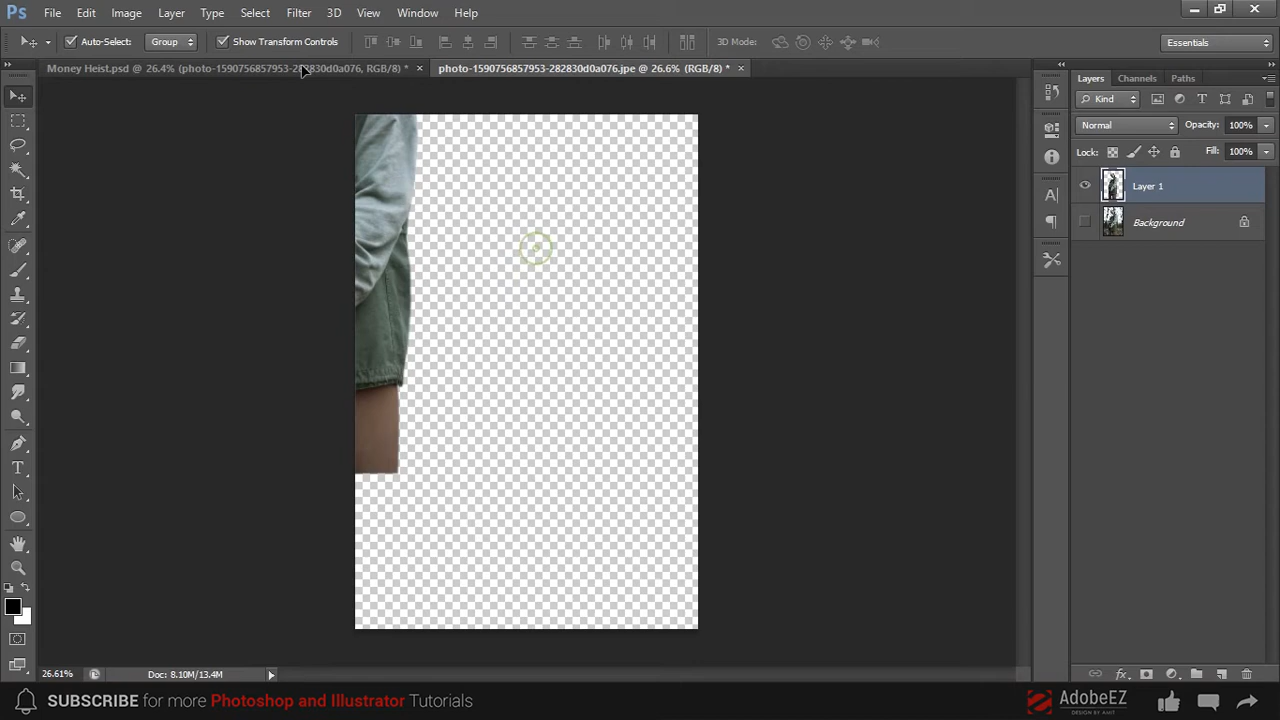 Ps File Edit Image Layer Type Select Filter 3D View Window Help
Auto-Select: Group Show Transform Controls 3D Mode: Essentials
Money Heist.psd @ 26.4% (photo-1590756857953-282830d0a076, RGB/8) * × photo-1590756857953-282830d0a076.jpe @ 26.6% (RGB/8) * ×
Layers Channels Paths
Kind
Normal Opacity: 100%
Lock: Fill: 100%
Layer 1
Background
26.61% Doc: 8.10M/13.4M
SUBSCRIBE for more Photoshop and Illustrator Tutorials
AdobeEZ
DESIGN BY AMIT